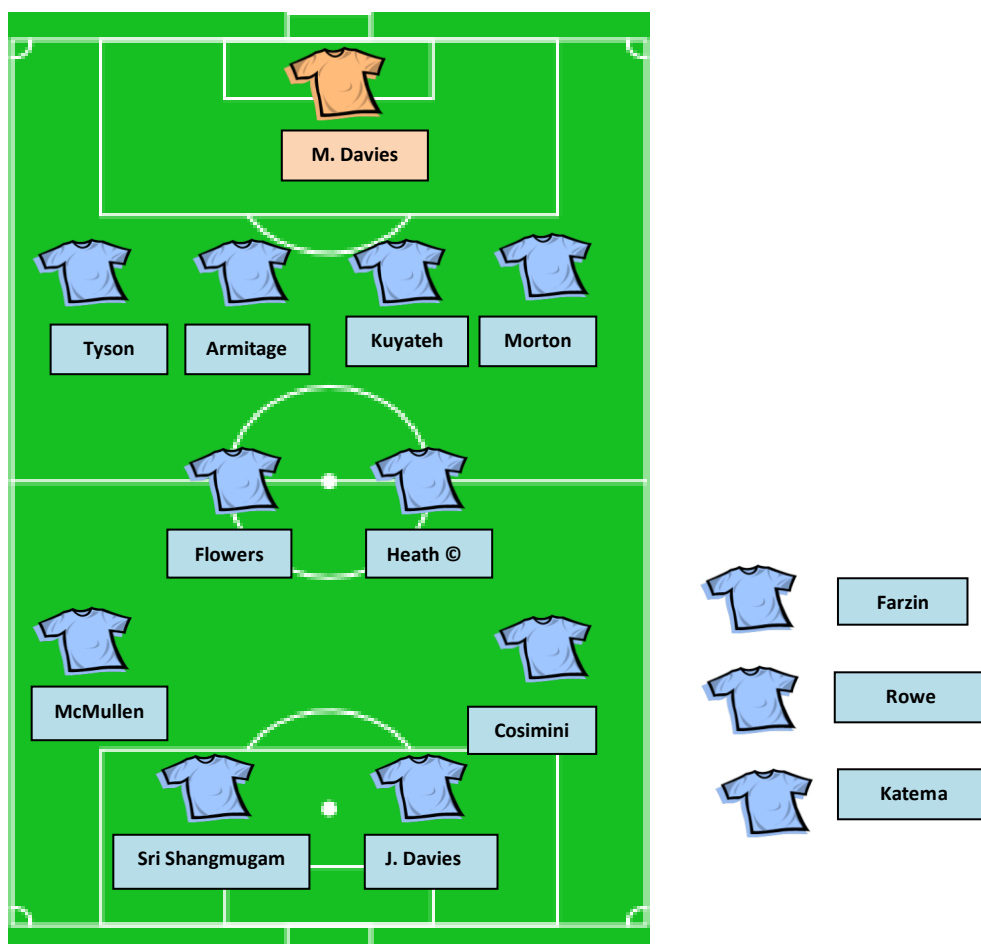 M. Davies
Tyson
Armitage
Kuyateh
Morton
Flowers
Heath ©
McMullen
Cosimini
Sri Shangmugam
J. Davies
Farzin
Rowe
Katema